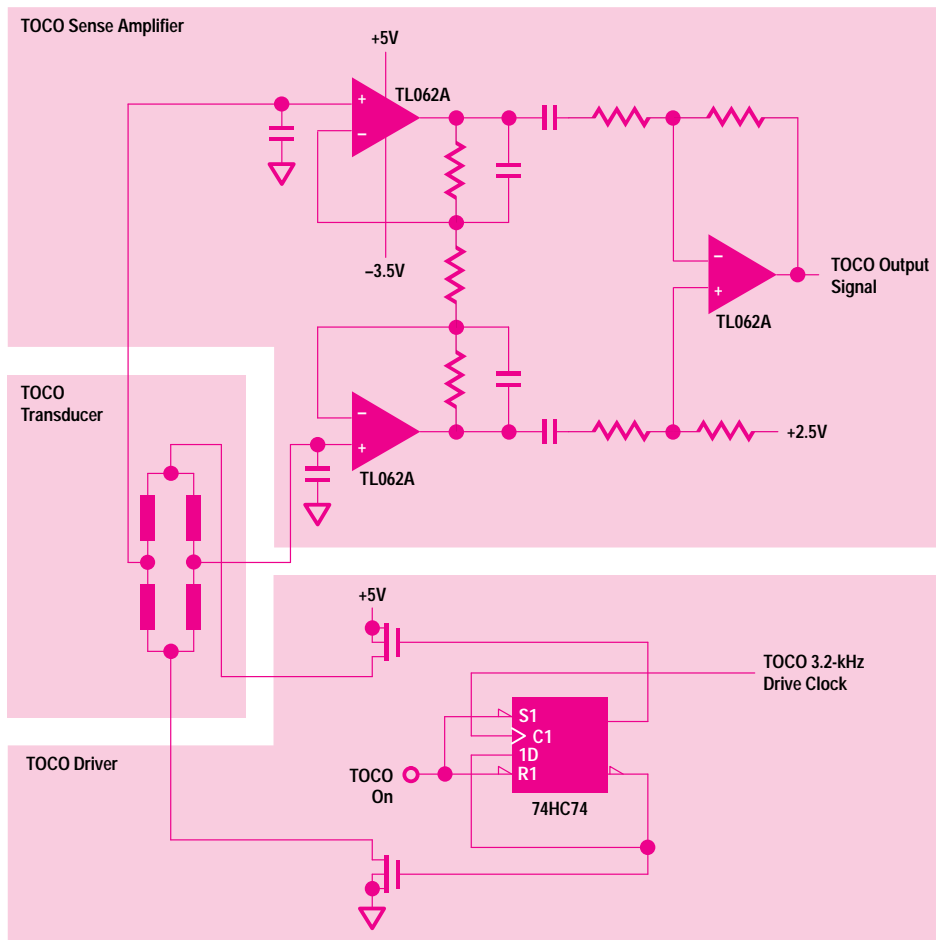 TOCO Sense Amplifier
+5V
TL062A
+
−
−3.5V
−
+
TOCO Output
Signal
TL062A
TOCO
Transducer
−
+
+2.5V
TL062A
+5V
TOCO 3.2-kHz
Drive Clock
S1
C1
1D
R1
TOCO Driver
TOCO
On
74HC74